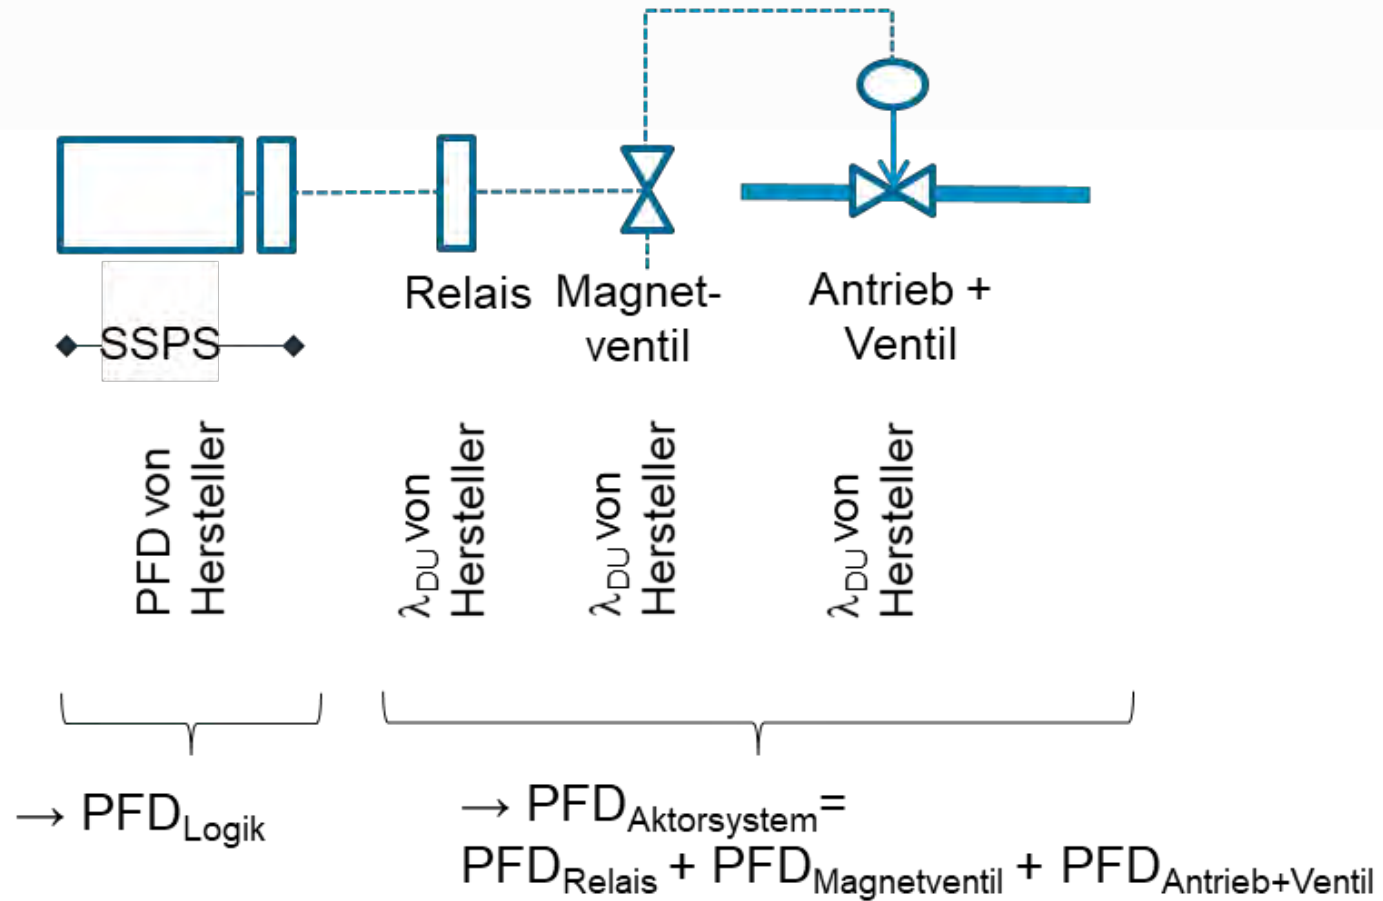 Relais
Magnet-
ventil
Antrieb +
Ventil
SSPS
PFD von
Hersteller
λDU von
Hersteller
λDU von
Hersteller
λDU von
Hersteller
→ PFDLogik
→ PFDAktorsystem=
PFDRelais + PFDMagnetventil + PFDAntrieb+Ventil